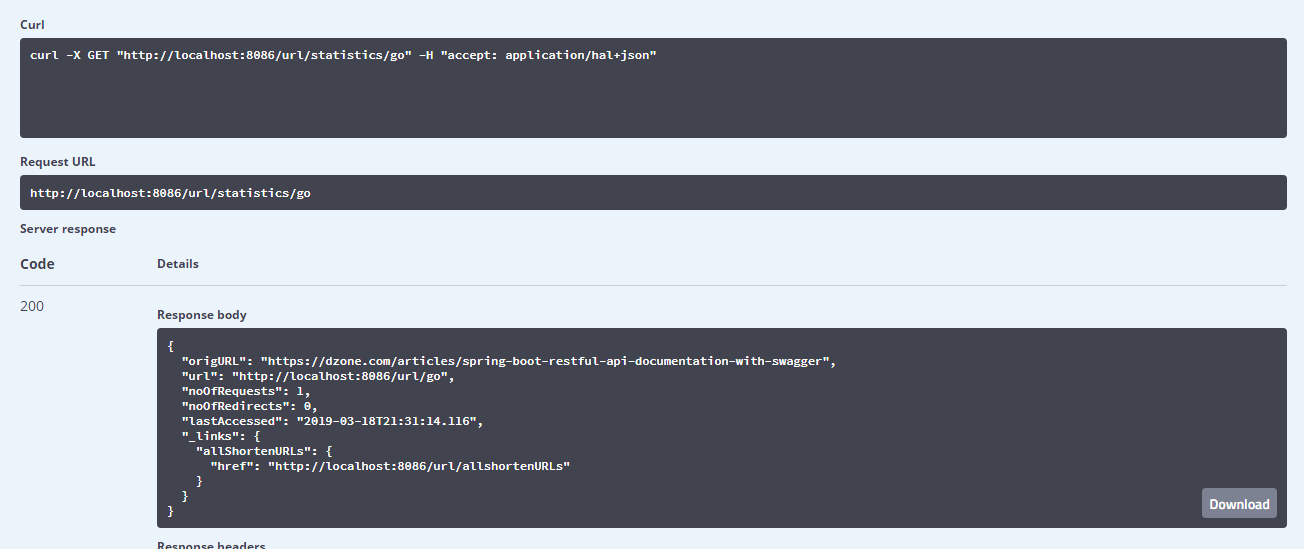 Curl
curl -X GET "http://localhost:8086/url/statistics/go" -H "accept: application/hal+json"
Request URL
http://localhost:8086/url/statistics/go
Server response
Code Details
200
Response body
{
  "origURL": "https://dzone.com/articles/spring-boot-restful-api-documentation-with-swagger",
  "url": "http://localhost:8086/url/go",
  "noOfRequests": 1,
  "noOfRedirects": 0,
  "lastAccessed": "2019-03-18T21:31:14.116",
  "_links": {
    "allShortenURLs": {
      "href": "http://localhost:8086/url/allshortenURLs"
    }
  }
}
Download
Response headers